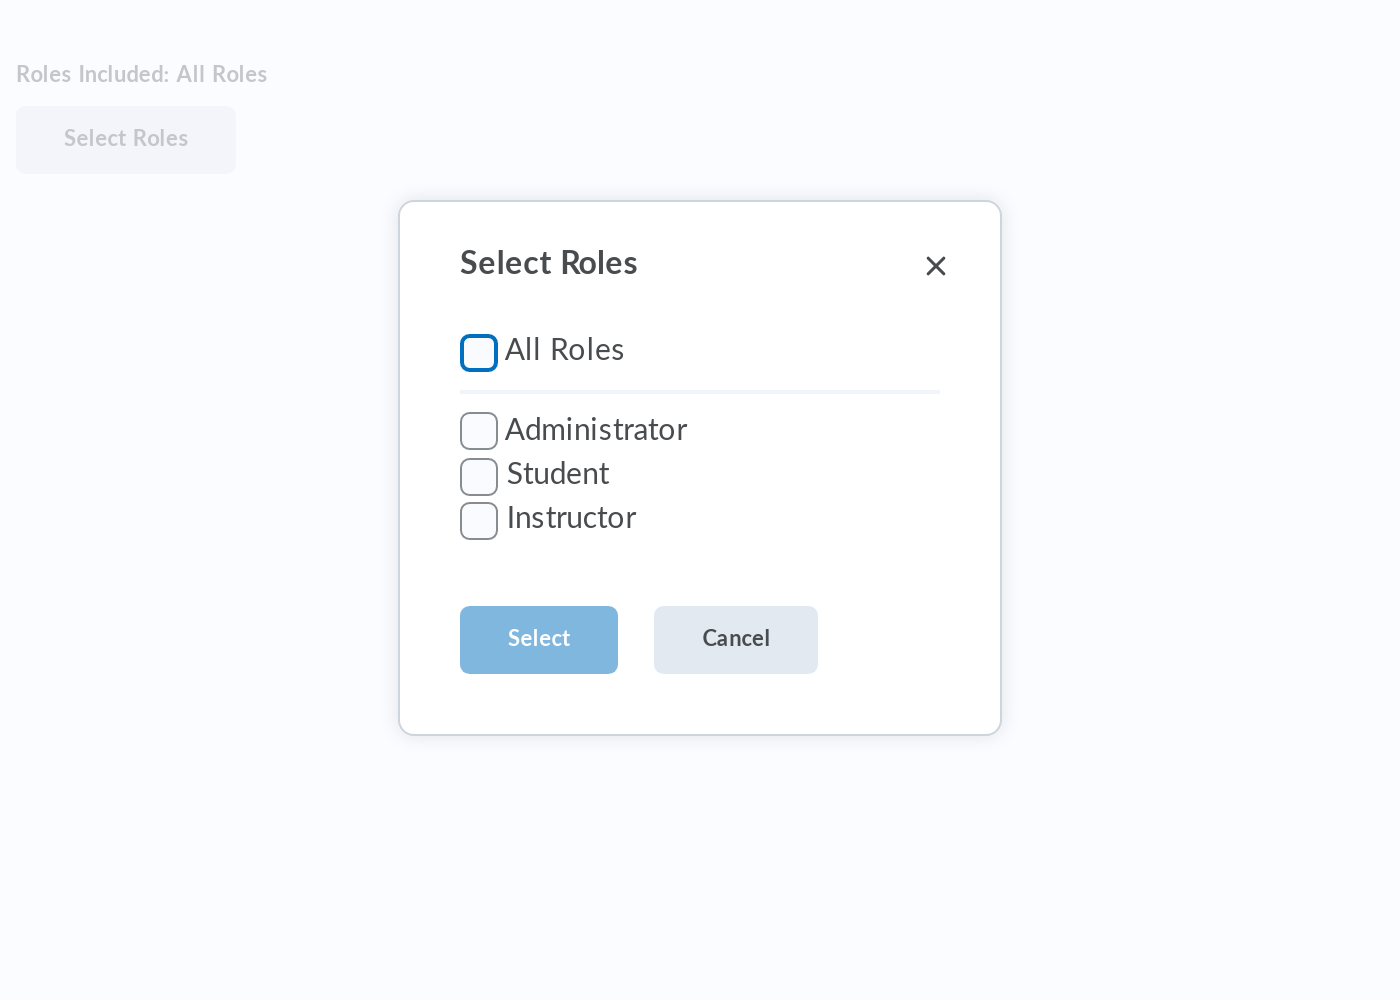 Roles Included: All Roles
Select Roles
Select Roles
All Roles
Administrator
Student
Instructor
Select
Cancel